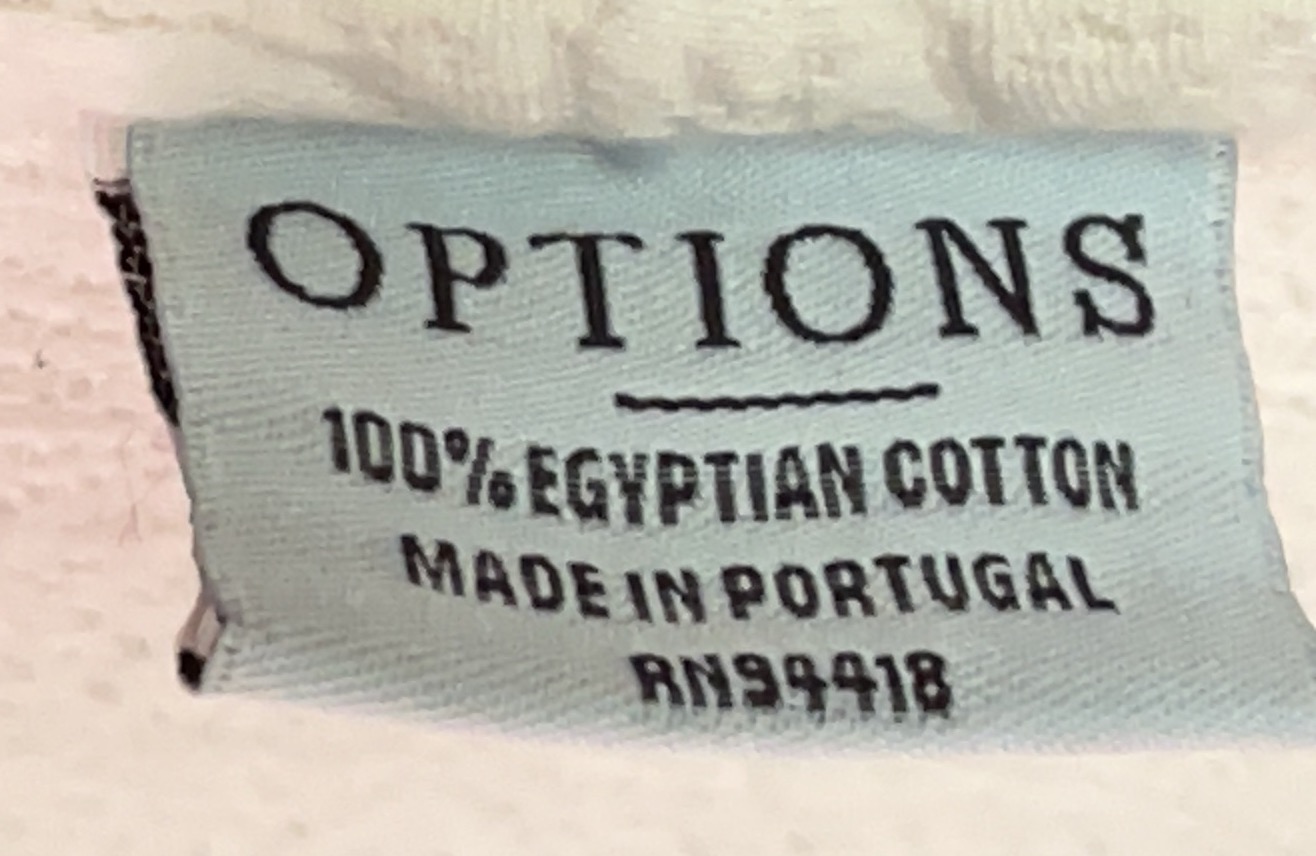 OPTIONS
100% EGYPTIAN COTTON
MADE IN PORTUGAL
RN94418